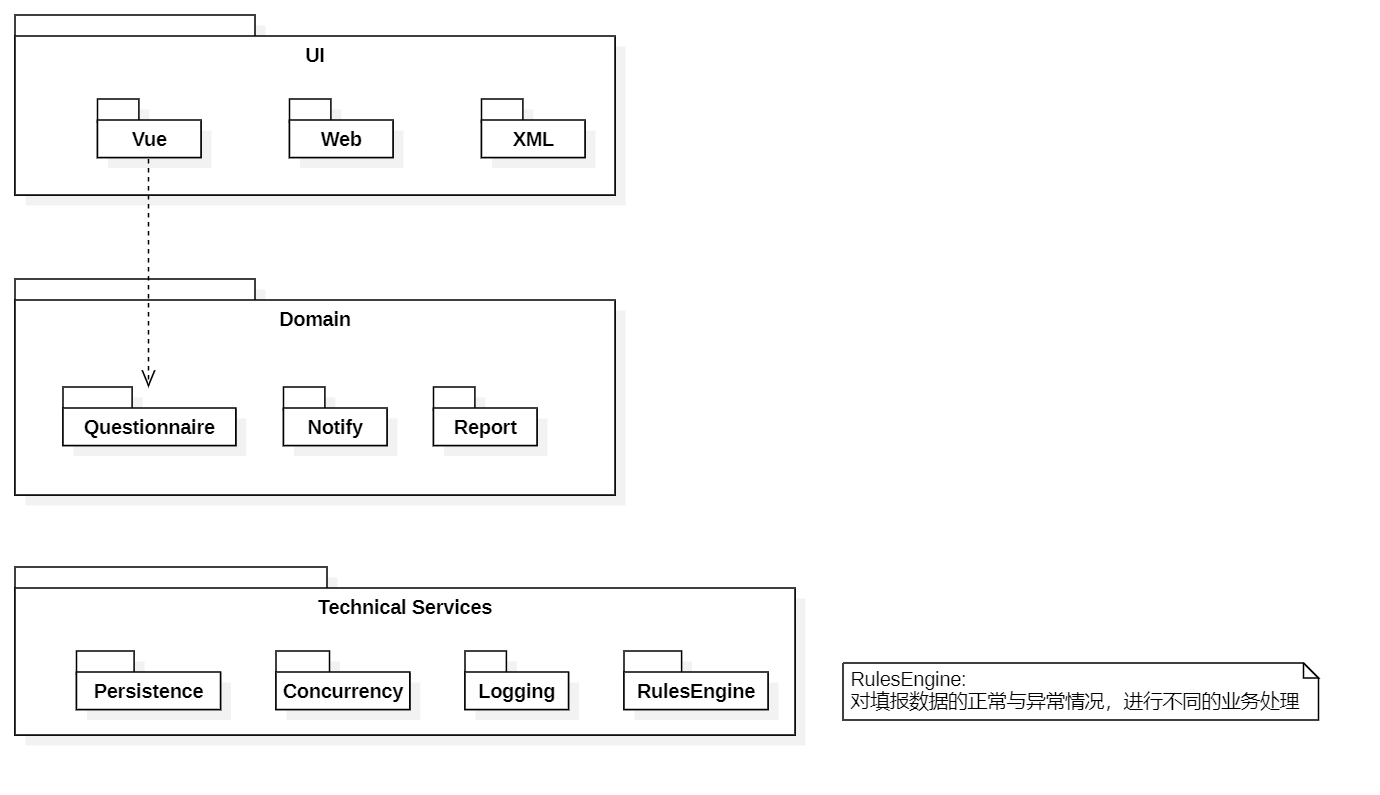 UI
Vue
Web
XML
Domain
Questionnaire
Notify
Report
Technical Services
Persistence
Concurrency
Logging
RulesEngine
RulesEngine:
对填报数据的正常与异常情况，进行不同的业务处理